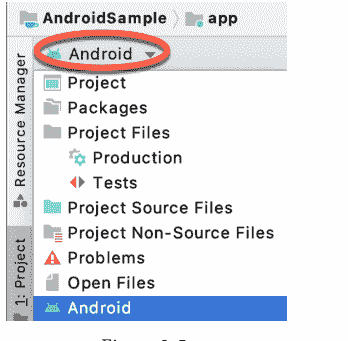 AndroidSample › app
Android
Project
Packages
Project Files
Production
Tests
Project Source Files
Project Non-Source Files
Problems
Open Files
Android
Resource Manager
1: Project